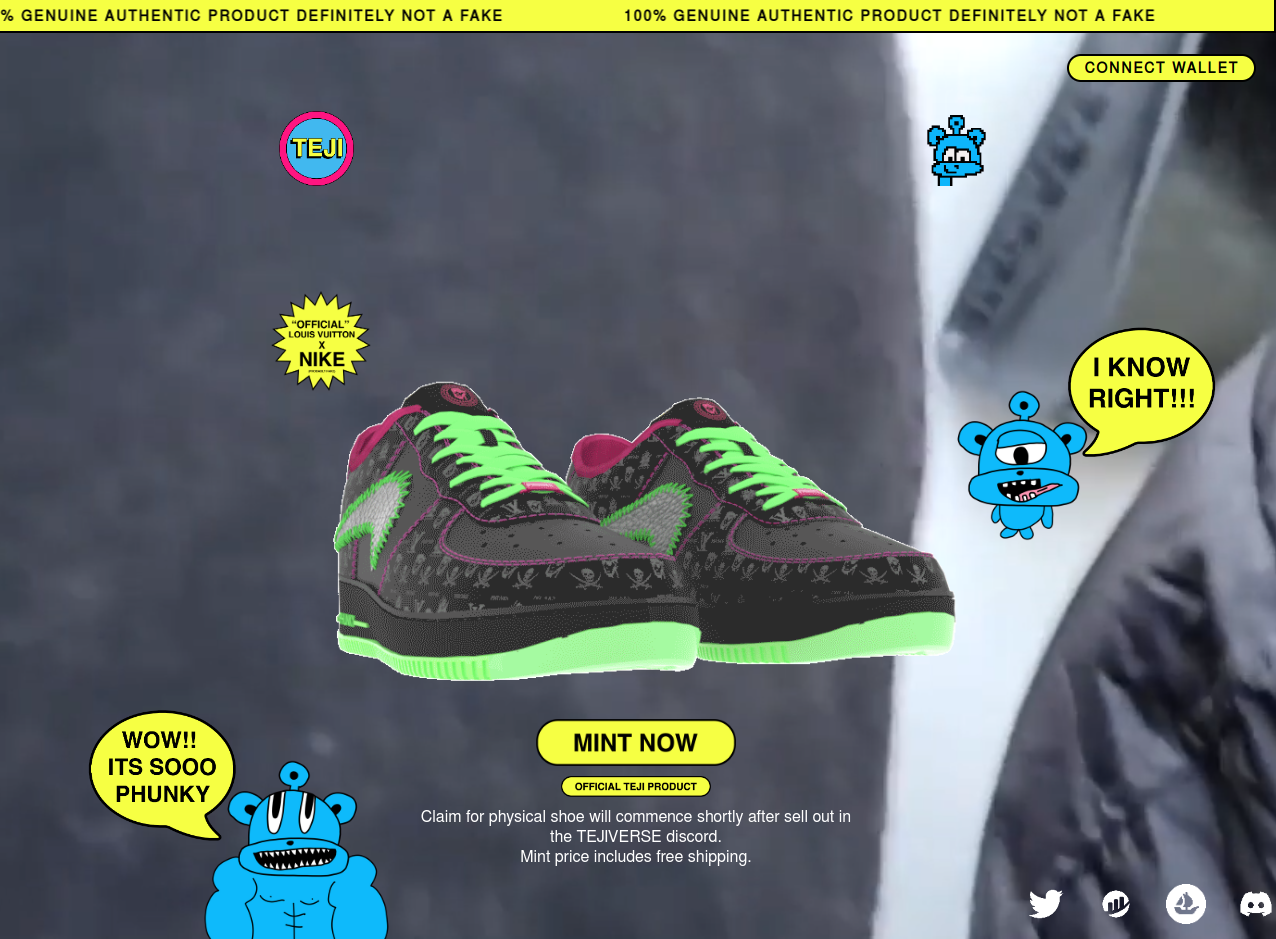 % GENUINE AUTHENTIC PRODUCT DEFINITELY NOT A FAKE
100% GENUINE AUTHENTIC PRODUCT DEFINITELY NOT A FAKE
CONNECT WALLET
TEJI
"OFFICIAL"
LOUIS VUITTON
X
NIKE
I KNOW
RIGHT!!!
WOW!!
ITS SOOO
PHUNKY
MINT NOW
OFFICIAL TEJI PRODUCT
Claim for physical shoe will commence shortly after sell out in
the TEJIVERSE discord.
Mint price includes free shipping.